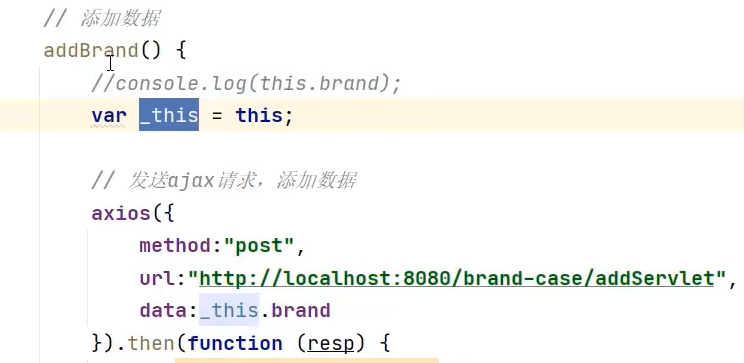 // 添加数据
addBrand() {
//console.log(this.brand);
var _this = this;
// 发送ajax请求，添加数据
axios({
method:"post",
url:"http://localhost:8080/brand-case/addServlet",
data:_this.brand
}).then(function (resp) {